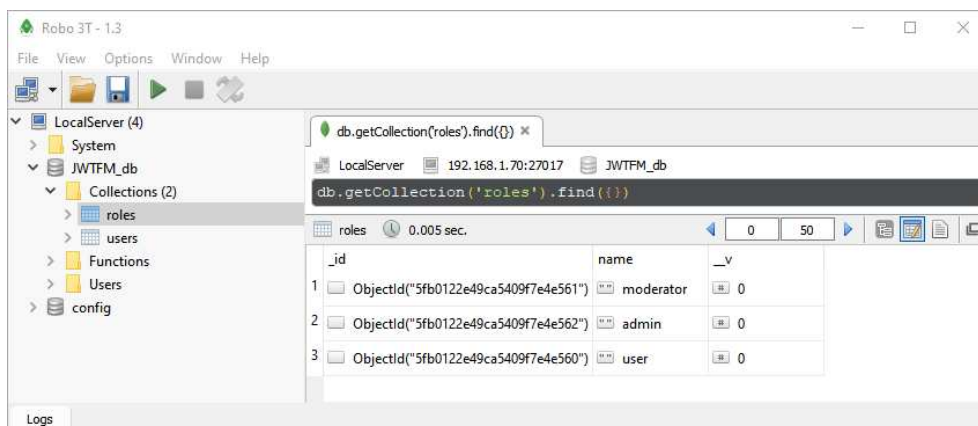 Robo 3T - 1.3
File View Options Window Help
LocalServer (4)
System
JWTFM_db
Collections (2)
roles
users
Functions
Users
config
db.getCollection('roles').find({})
LocalServer 192.168.1.70:27017 JWTFM_db
db.getCollection('roles').find({})
roles 0.005 sec. 0 50
_id name __v
1 ObjectId("5fb0122e49ca5409f7e4e561") "" moderator # 0
2 ObjectId("5fb0122e49ca5409f7e4e562") "" admin # 0
3 ObjectId("5fb0122e49ca5409f7e4e560") "" user # 0
Logs